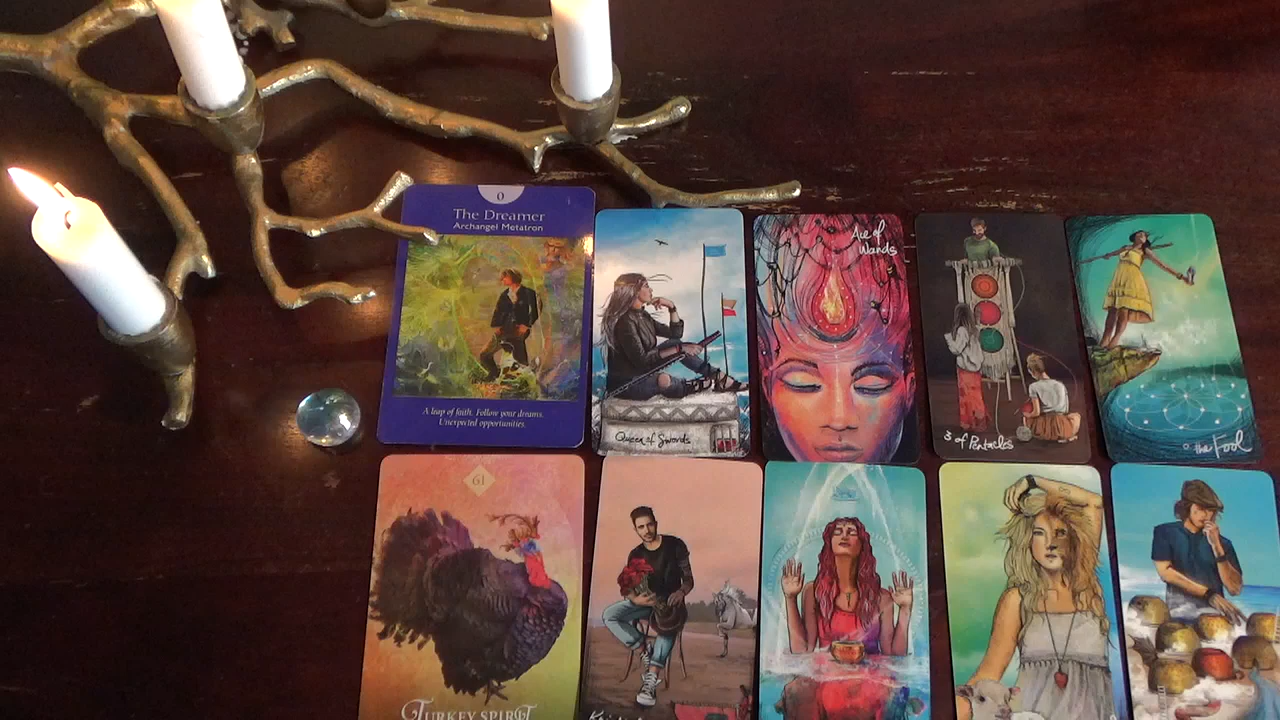 0
The Dreamer
Archangel Metatron
A leap of faith. Follow your dreams.
Unexpected opportunities.
Queen of Swords
Ace of
Wands
3 of Pentacles
0 the Fool
61
TURKEY SPIRIT